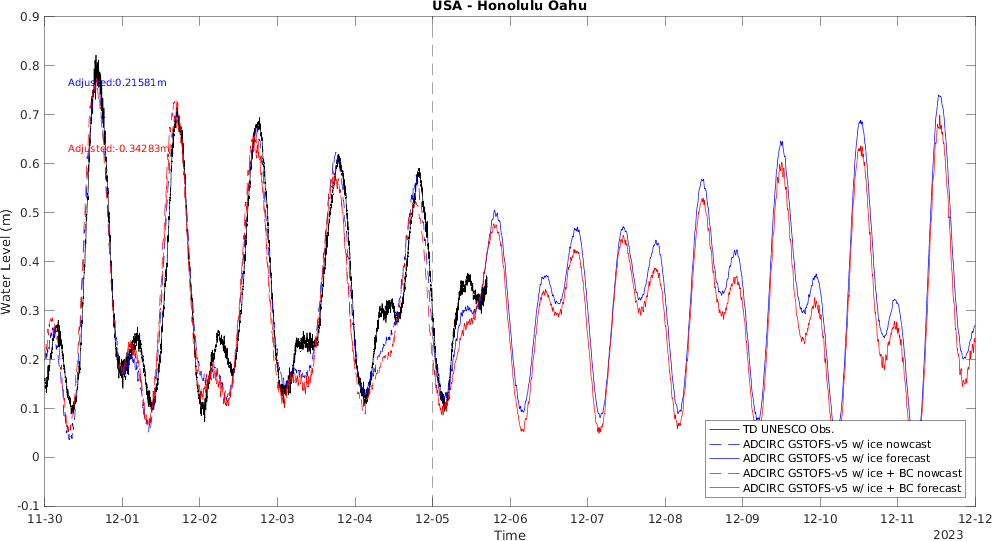 USA - Honolulu Oahu
0.9
0.8
0.7
0.6
0.5
0.4
0.3
0.2
0.1
0
-0.1
Water Level (m)
Adjusted:0.21581m
Adjusted:-0.34283m
TD UNESCO Obs.
ADCIRC GSTOFS-v5 w/ ice nowcast
ADCIRC GSTOFS-v5 w/ ice forecast
ADCIRC GSTOFS-v5 w/ ice + BC nowcast
ADCIRC GSTOFS-v5 w/ ice + BC forecast
11-30 12-01 12-02 12-03 12-04 12-05 12-06 12-07 12-08 12-09 12-10 12-11 12-12
Time
2023